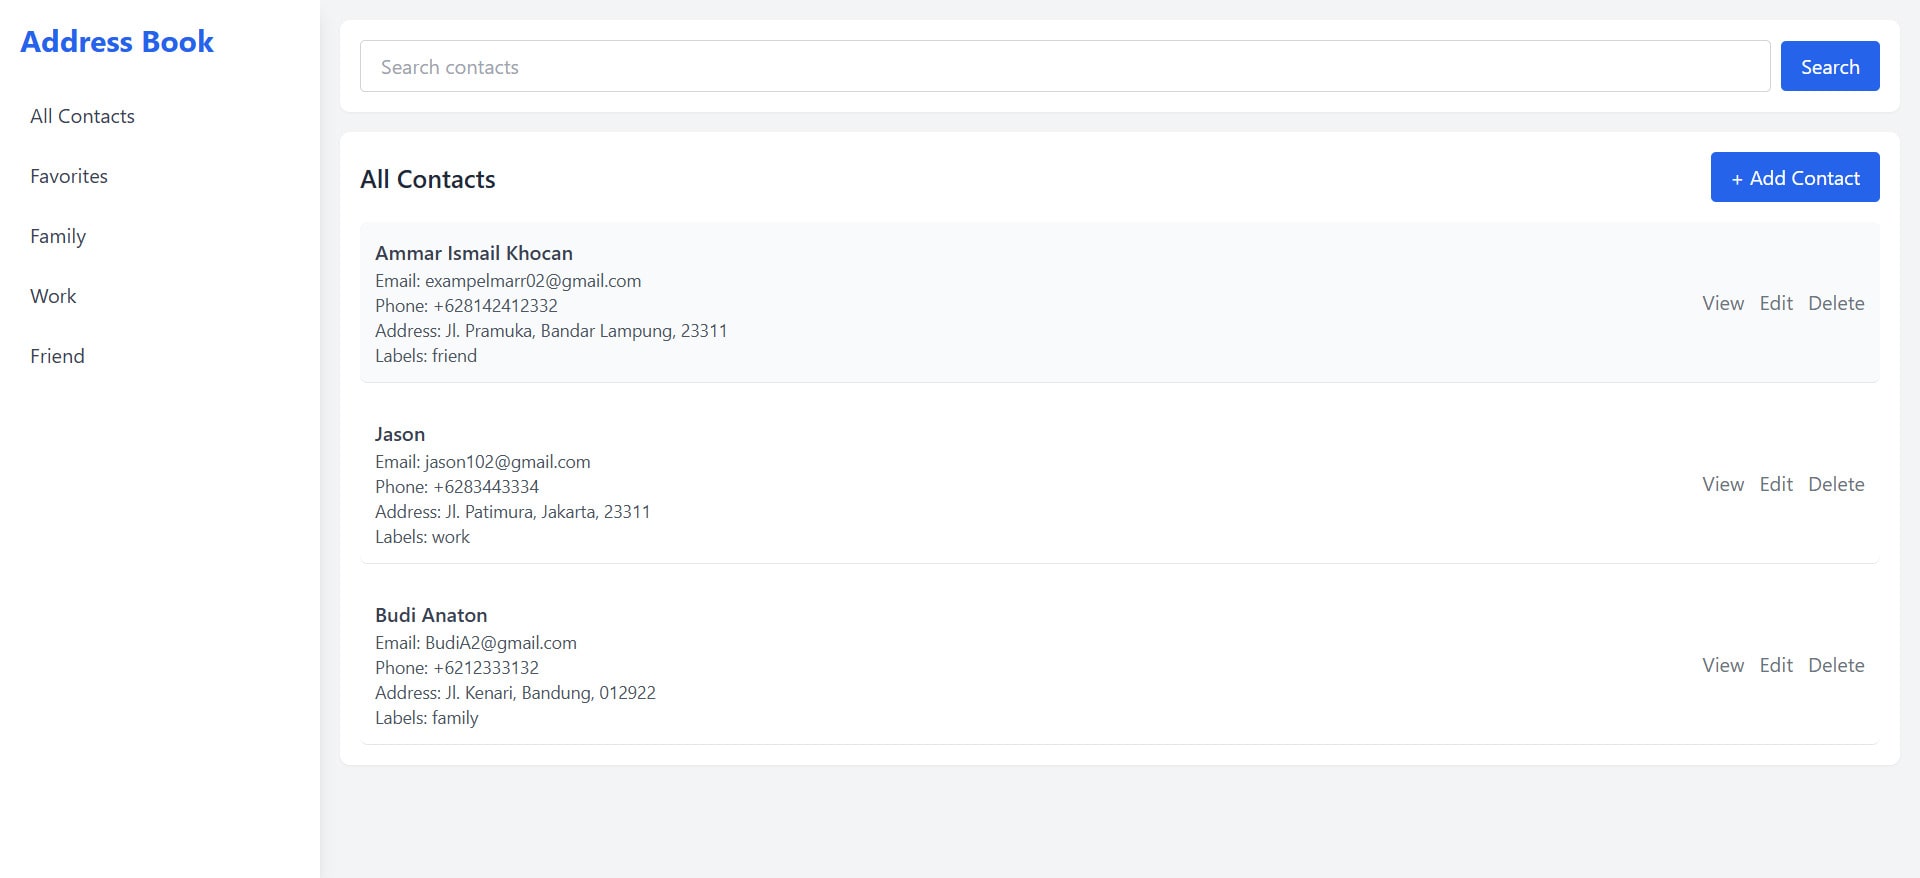 Address Book
All Contacts
Favorites
Family
Work
Friend
Search contacts
Search
All Contacts
+ Add Contact
Ammar Ismail Khocan
Email: exampelmarr02@gmail.com
Phone: +628142412332
Address: Jl. Pramuka, Bandar Lampung, 23311
Labels: friend
View Edit Delete
Jason
Email: jason102@gmail.com
Phone: +6283443334
Address: Jl. Patimura, Jakarta, 23311
Labels: work
View Edit Delete
Budi Anaton
Email: BudiA2@gmail.com
Phone: +6212333132
Address: Jl. Kenari, Bandung, 012922
Labels: family
View Edit Delete